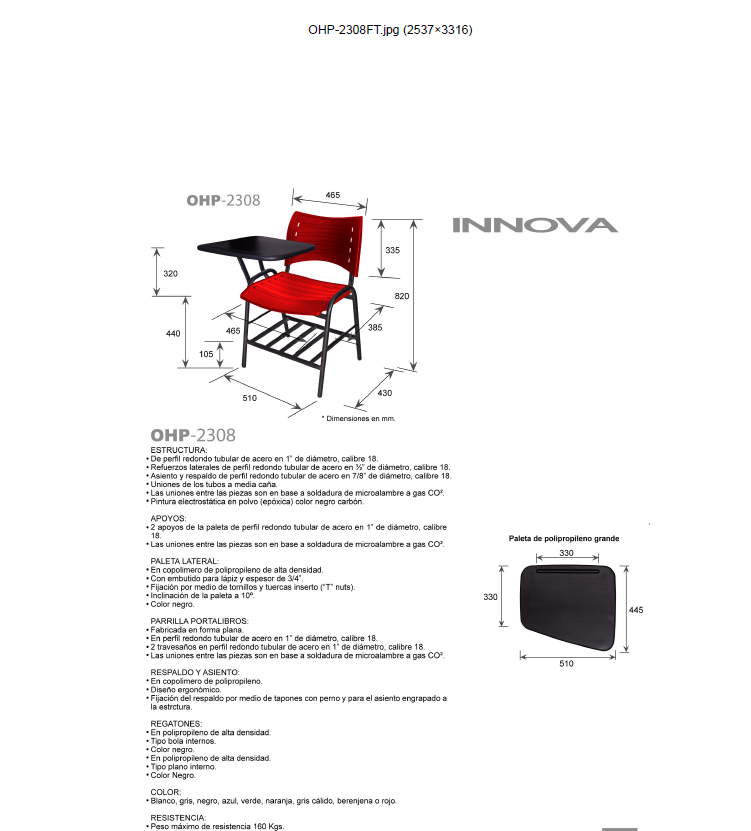 OHP-2308FT.jpg (2537×3316)
OHP-2308
465
INNOVA
335
320
820
440
465
385
105
510
430
* Dimensiones en mm.
OHP-2308
ESTRUCTURA:
• De perfil redondo tubular de acero en 1” de diámetro, calibre 18.
• Refuerzos laterales de perfil redondo tubular de acero en ½” de diámetro, calibre 18.
• Asiento y respaldo de perfil redondo tubular de acero en 7/8” de diámetro, calibre 18.
• Uniones de los tubos a media caña.
• Las uniones entre las piezas son en base a soldadura de microalambre a gas CO².
• Pintura electrostática en polvo (epóxica) color negro carbón.
APOYOS:
• 2 apoyos de la paleta de perfil redondo tubular de acero en 1” de diámetro, calibre
18.
• Las uniones entre las piezas son en base a soldadura de microalambre a gas CO².
PALETA LATERAL:
• En copolimero de polipropileno de alta densidad.
• Con embutido para lápiz y espesor de 3/4”.
• Fijación por medio de tornillos y tuercas inserto (“T” nuts).
• Inclinación de la paleta a 10º.
• Color negro.
PARRILLA PORTALIBROS:
• Fabricada en forma plana.
• En perfil redondo tubular de acero en 1” de diámetro, calibre 18.
• 2 travesaños en perfil redondo tubular de acero en 1” de diámetro, calibre 18.
• Las uniones entre las piezas son en base a soldadura de microalambre a gas CO².
RESPALDO Y ASIENTO:
• En copolimero de polipropileno.
• Diseño ergonómico.
• Fijación del respaldo por medio de tapones con perno y para el asiento engrapado a
la estrctura.
REGATONES:
• En polipropileno de alta densidad.
• Tipo bola internos.
• Color negro.
• En polipropileno de alta densidad.
• Tipo plano interno.
• Color Negro.
COLOR:
• Blanco, gris, negro, azul, verde, naranja, gris cálido, berenjena o rojo.
RESISTENCIA:
• Peso máximo de resistencia 160 Kgs.
Paleta de polipropileno grande
330
330
445
510